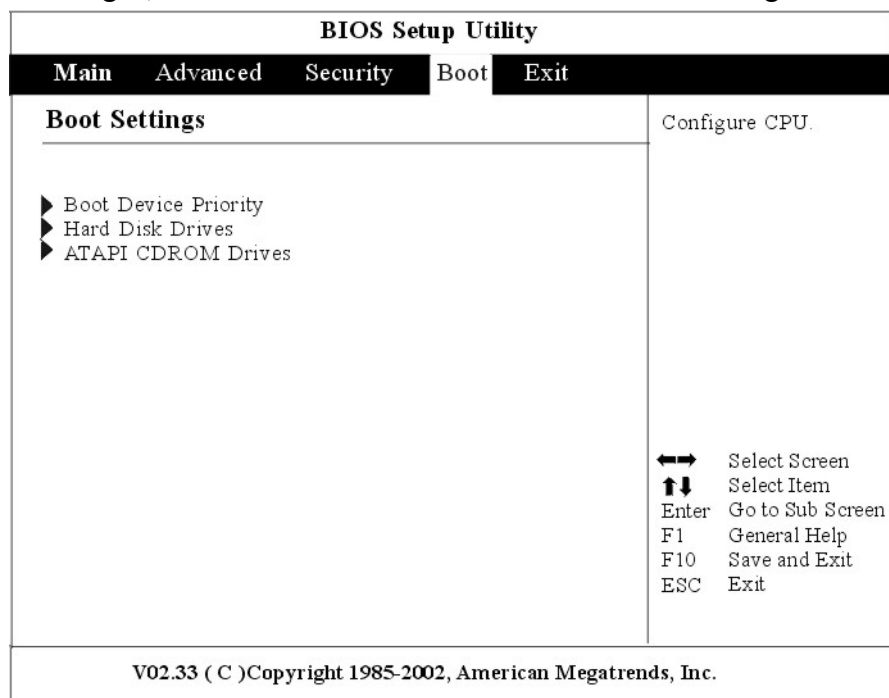 BIOS Setup Utility
Main Advanced Security Boot Exit
Boot Settings
Configure CPU.
Boot Device Priority
Hard Disk Drives
ATAPI CDROM Drives
Select Screen
Select Item
Enter Go to Sub Screen
F1 General Help
F10 Save and Exit
ESC Exit
V02.33 ( C )Copyright 1985-2002, American Megatrends, Inc.